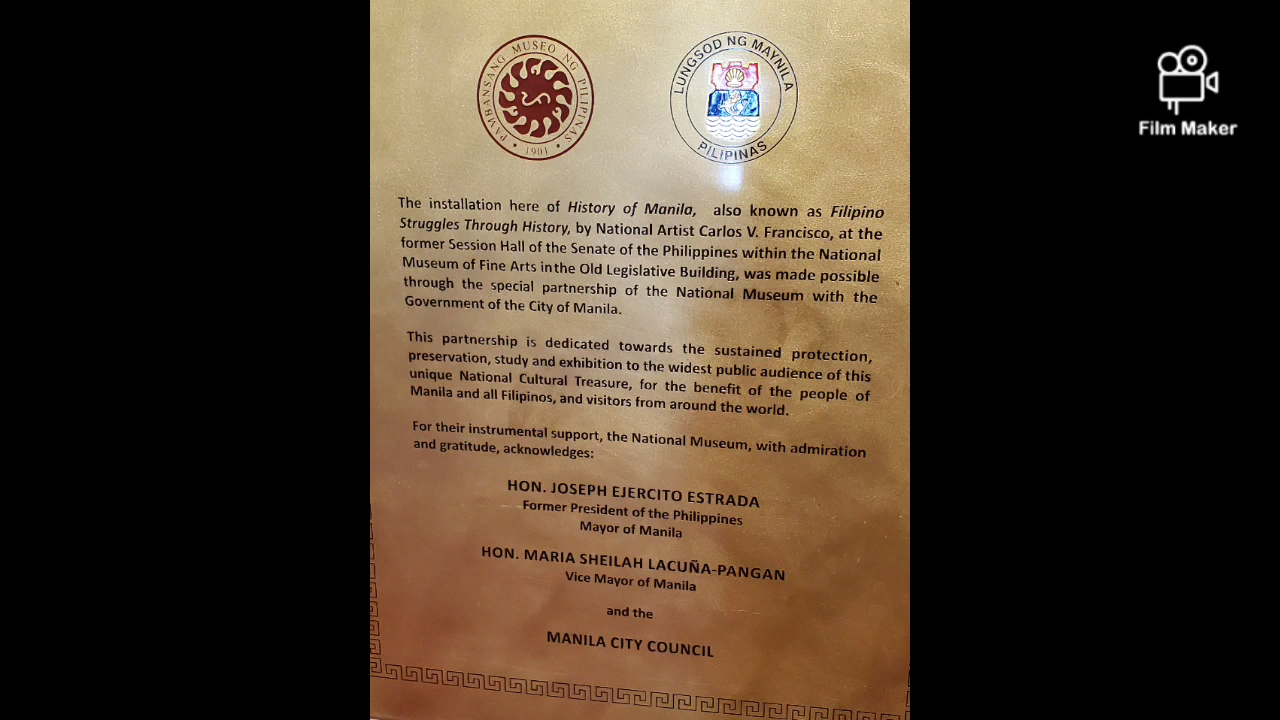 PAMBANSANG MUSEO NG PILIPINAS
• 1901 •
LUNGSOD NG MAYNILA
PILIPINAS
Film Maker
The installation here of History of Manila, also known as Filipino
Struggles Through History, by National Artist Carlos V. Francisco, at the
former Session Hall of the Senate of the Philippines within the National
Museum of Fine Arts in the Old Legislative Building, was made possible
through the special partnership of the National Museum with the
Government of the City of Manila.
This partnership is dedicated towards the sustained protection,
preservation, study and exhibition to the widest public audience of this
unique National Cultural Treasure, for the benefit of the people of
Manila and all Filipinos, and visitors from around the world.
For their instrumental support, the National Museum, with admiration
and gratitude, acknowledges:
HON. JOSEPH EJERCITO ESTRADA
Former President of the Philippines
Mayor of Manila
HON. MARIA SHEILAH LACUÑA-PANGAN
Vice Mayor of Manila
and the
MANILA CITY COUNCIL